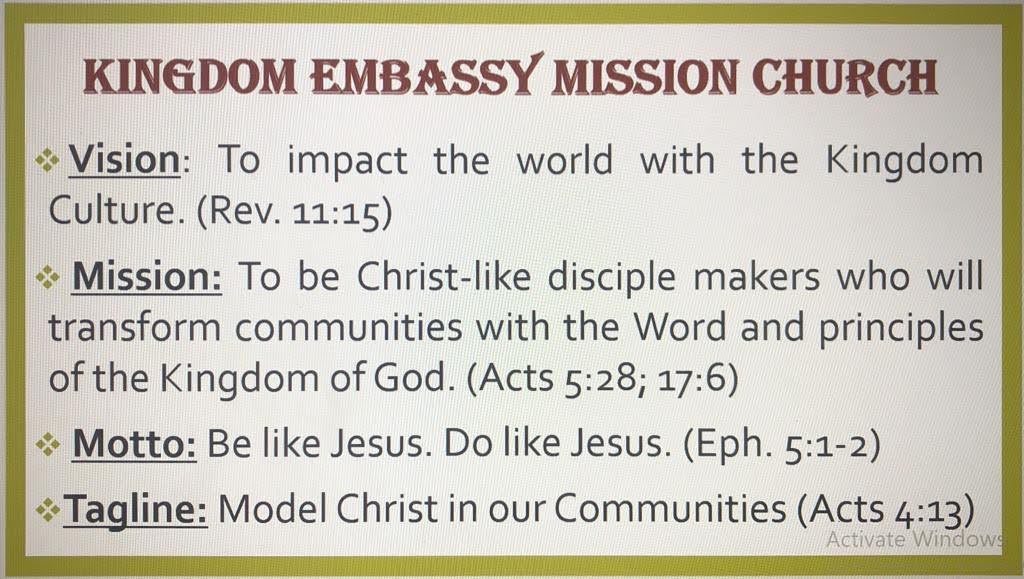 KINGDOM EMBASSY MISSION CHURCH
❖ Vision: To impact the world with the Kingdom
Culture. (Rev. 11:15)
❖ Mission: To be Christ-like disciple makers who will
transform communities with the Word and principles
of the Kingdom of God. (Acts 5:28; 17:6)
❖ Motto: Be like Jesus. Do like Jesus. (Eph. 5:1-2)
❖ Tagline: Model Christ in our Communities (Acts 4:13)
Activate Windows